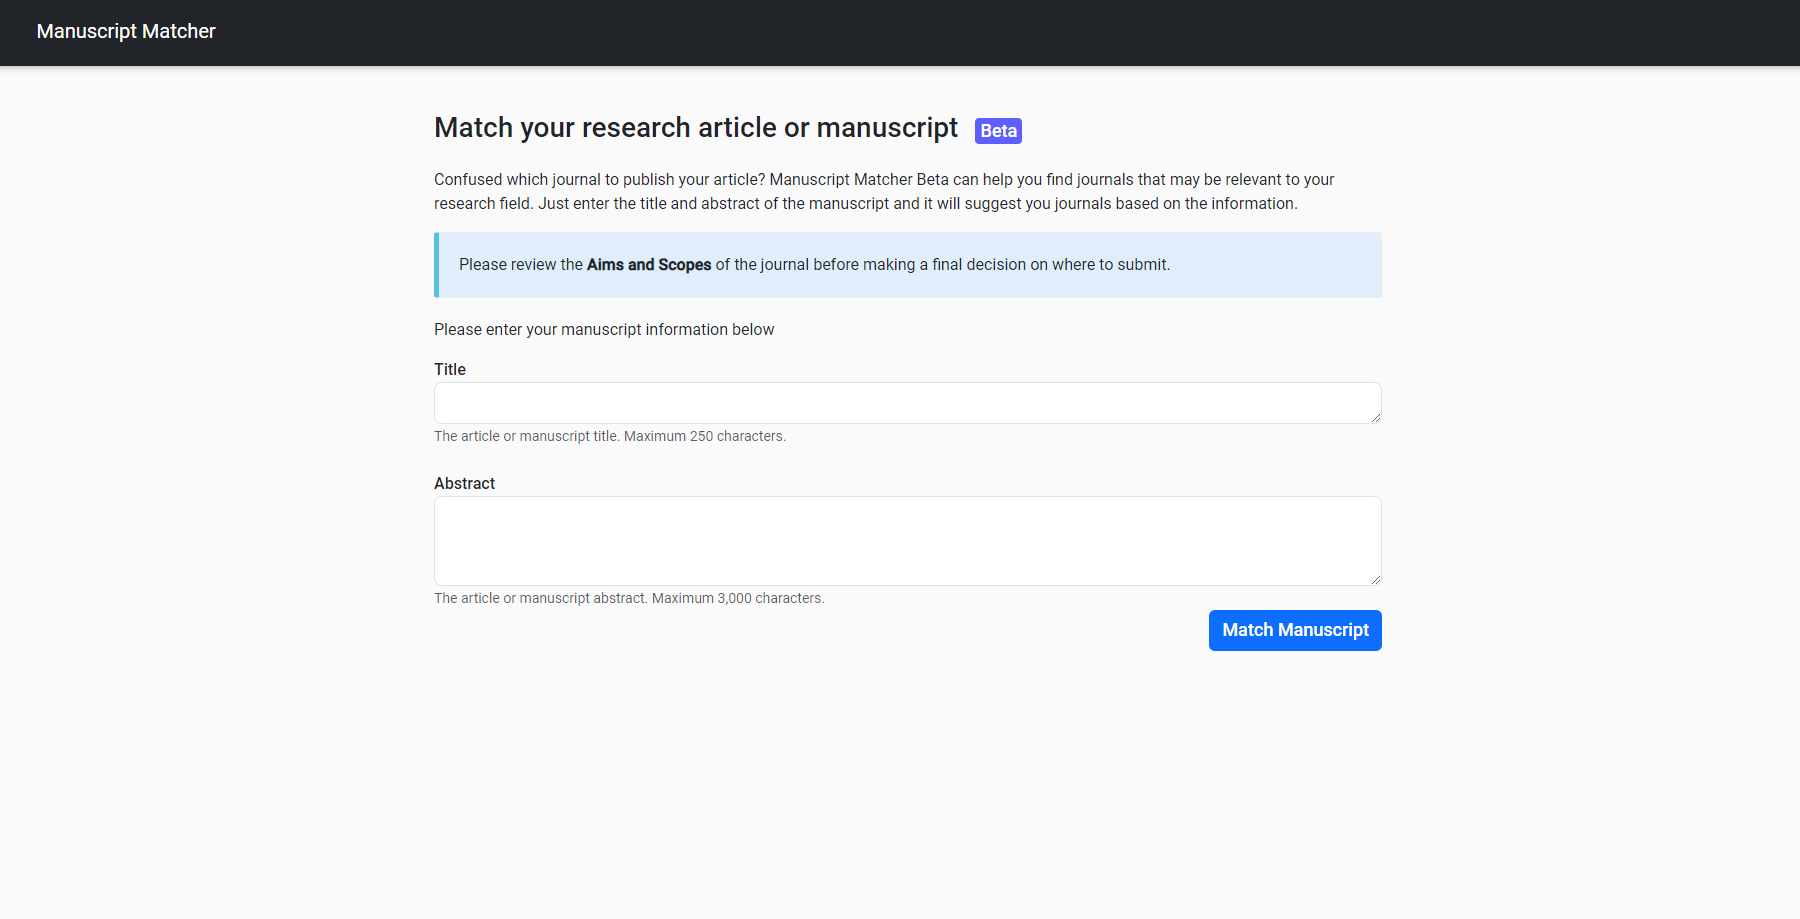 Manuscript Matcher
Match your research article or manuscript Beta
Confused which journal to publish your article? Manuscript Matcher Beta can help you find journals that may be relevant to your
research field. Just enter the title and abstract of the manuscript and it will suggest you journals based on the information.
Please review the Aims and Scopes of the journal before making a final decision on where to submit.
Please enter your manuscript information below
Title
The article or manuscript title. Maximum 250 characters.
Abstract
The article or manuscript abstract. Maximum 3,000 characters.
Match Manuscript